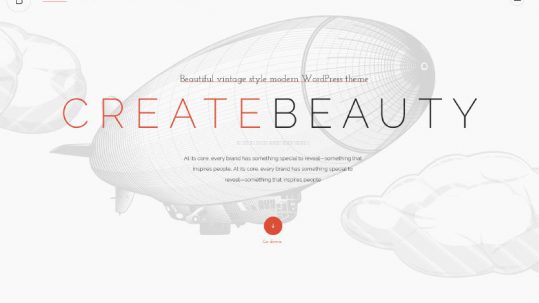 Beautiful vintage style modern WordPress theme
CREATEBEAUTY
At its core, every brand has something special to reveal—something that
inspires people. At its core, every brand has something special to
reveal—something that inspires people
Go down